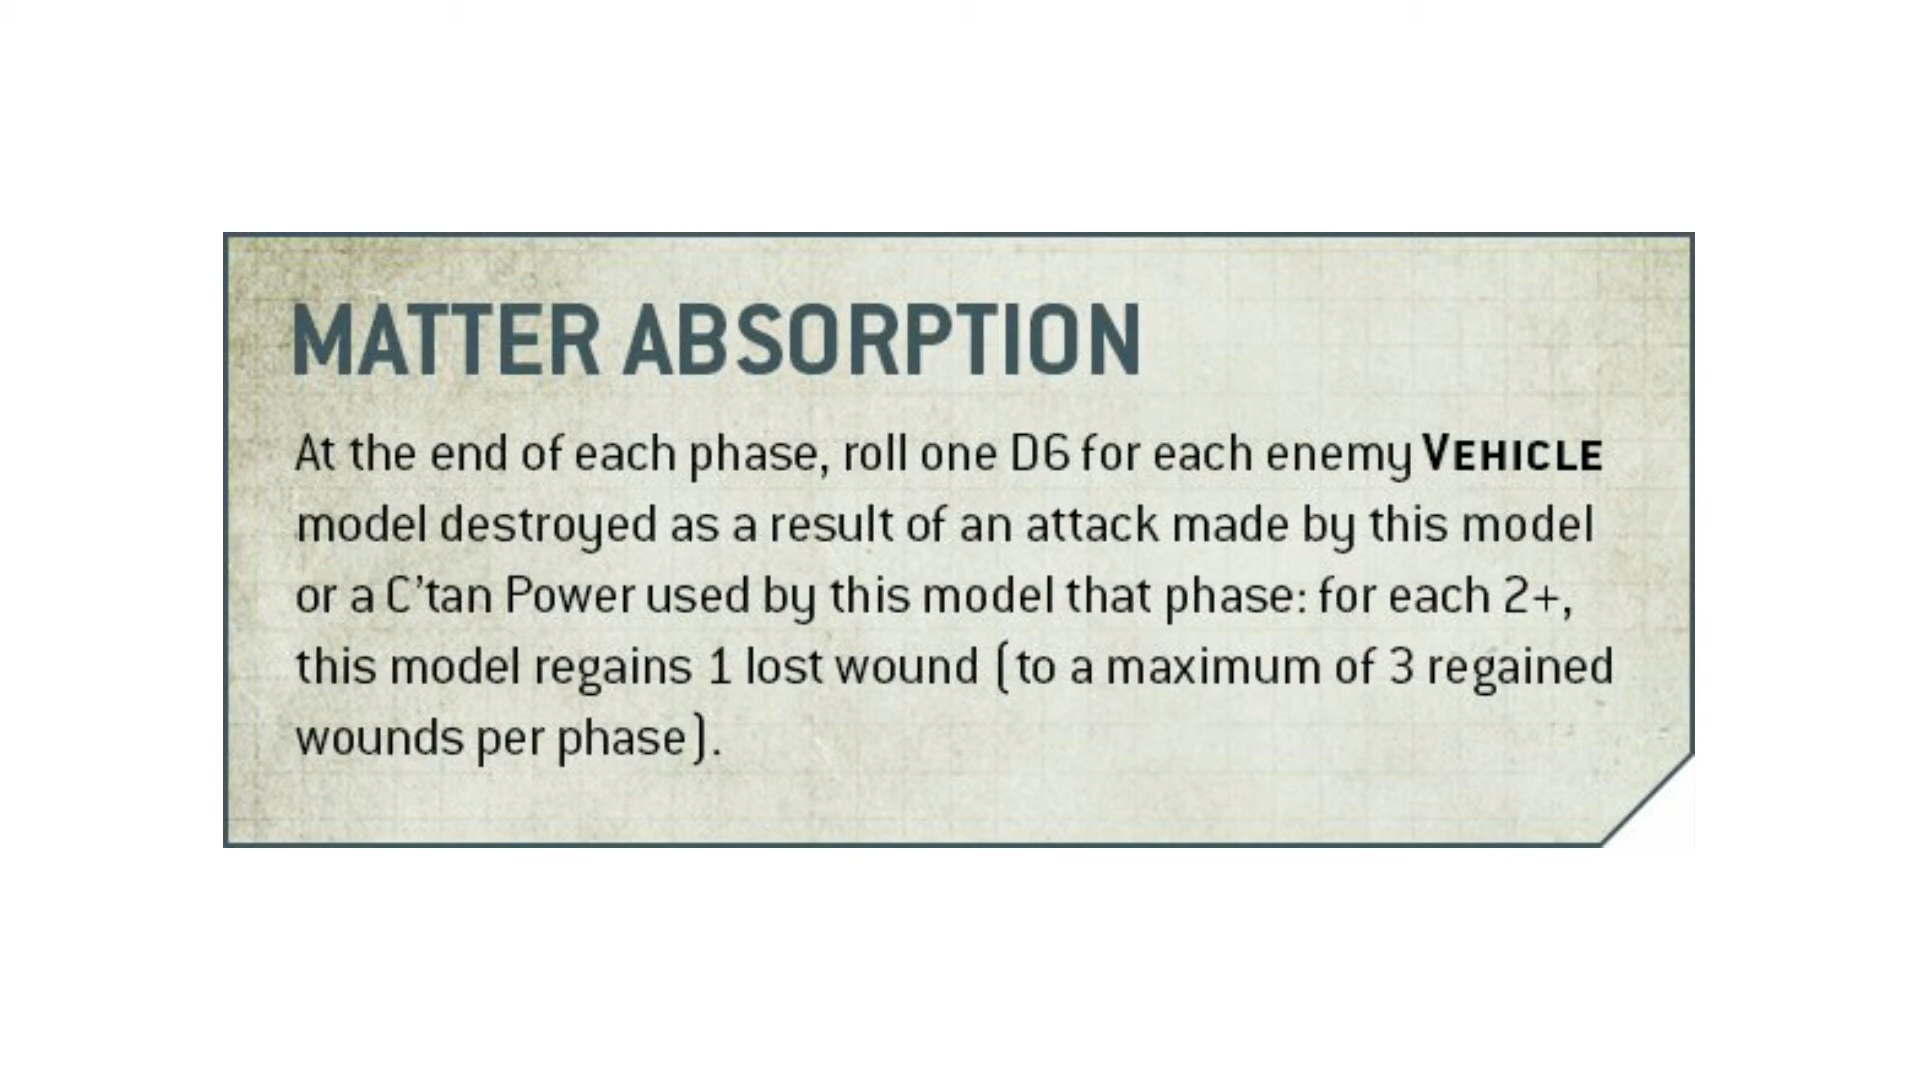 MATTER ABSORPTION
At the end of each phase, roll one D6 for each enemy VEHICLE
model destroyed as a result of an attack made by this model
or a C’tan Power used by this model that phase: for each 2+,
this model regains 1 lost wound (to a maximum of 3 regained
wounds per phase).